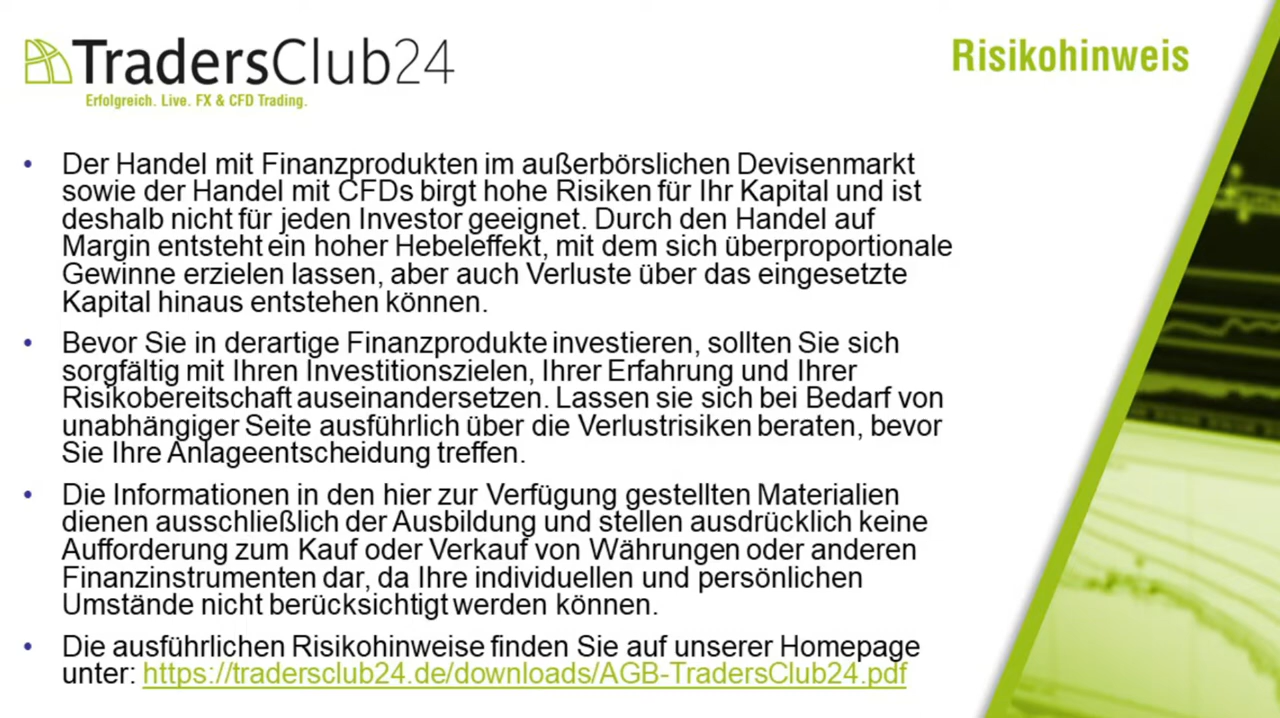 TradersClub24
Erfolgreich. Live. FX & CFD Trading.
Risikohinweis
• Der Handel mit Finanzprodukten im außerbörslichen Devisenmarkt
sowie der Handel mit CFDs birgt hohe Risiken für Ihr Kapital und ist
deshalb nicht für jeden Investor geeignet. Durch den Handel auf
Margin entsteht ein hoher Hebeleffekt, mit dem sich überproportionale
Gewinne erzielen lassen, aber auch Verluste über das eingesetzte
Kapital hinaus entstehen können.
• Bevor Sie in derartige Finanzprodukte investieren, sollten Sie sich
sorgfältig mit Ihren Investitionszielen, Ihrer Erfahrung und Ihrer
Risikobereitschaft auseinandersetzen. Lassen sie sich bei Bedarf von
unabhängiger Seite ausführlich über die Verlustrisiken beraten, bevor
Sie Ihre Anlageentscheidung treffen.
• Die Informationen in den hier zur Verfügung gestellten Materialien
dienen ausschließlich der Ausbildung und stellen ausdrücklich keine
Aufforderung zum Kauf oder Verkauf von Währungen oder anderen
Finanzinstrumenten dar, da Ihre individuellen und persönlichen
Umstände nicht berücksichtigt werden können.
• Die ausführlichen Risikohinweise finden Sie auf unserer Homepage
unter: https://tradersclub24.de/downloads/AGB-TradersClub24.pdf